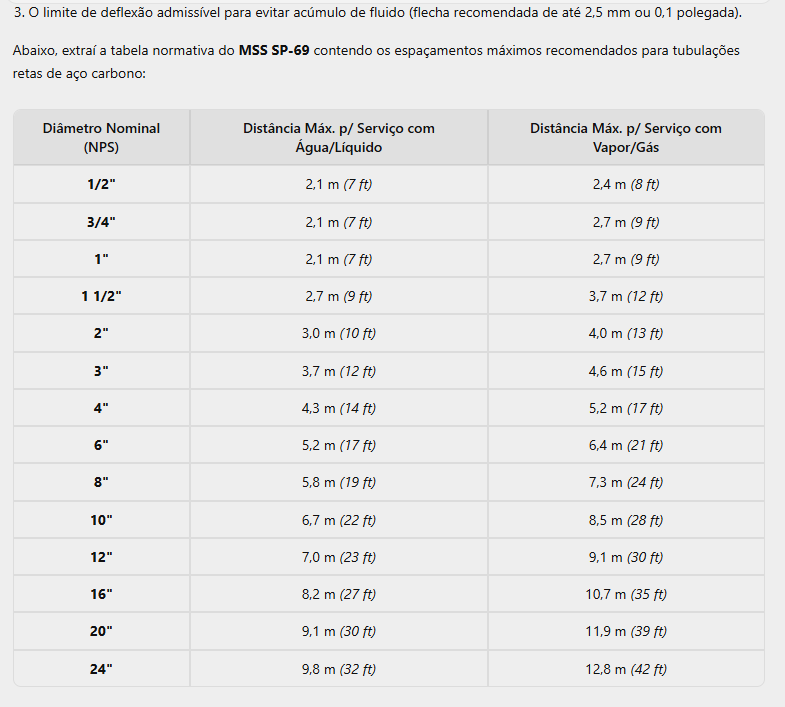 3. O limite de deflexão admissível para evitar acúmulo de fluido (flecha recomendada de até 2,5 mm ou 0,1 polegada).
Abaixo, extraí a tabela normativa do MSS SP-69 contendo os espaçamentos máximos recomendados para tubulações
retas de aço carbono:
Diâmetro Nominal (NPS) Distância Máx. p/ Serviço com Água/Líquido Distância Máx. p/ Serviço com Vapor/Gás
1/2" 2,1 m (7 ft) 2,4 m (8 ft)
3/4" 2,1 m (7 ft) 2,7 m (9 ft)
1" 2,1 m (7 ft) 2,7 m (9 ft)
1 1/2" 2,7 m (9 ft) 3,7 m (12 ft)
2" 3,0 m (10 ft) 4,0 m (13 ft)
3" 3,7 m (12 ft) 4,6 m (15 ft)
4" 4,3 m (14 ft) 5,2 m (17 ft)
6" 5,2 m (17 ft) 6,4 m (21 ft)
8" 5,8 m (19 ft) 7,3 m (24 ft)
10" 6,7 m (22 ft) 8,5 m (28 ft)
12" 7,0 m (23 ft) 9,1 m (30 ft)
16" 8,2 m (27 ft) 10,7 m (35 ft)
20" 9,1 m (30 ft) 11,9 m (39 ft)
24" 9,8 m (32 ft) 12,8 m (42 ft)